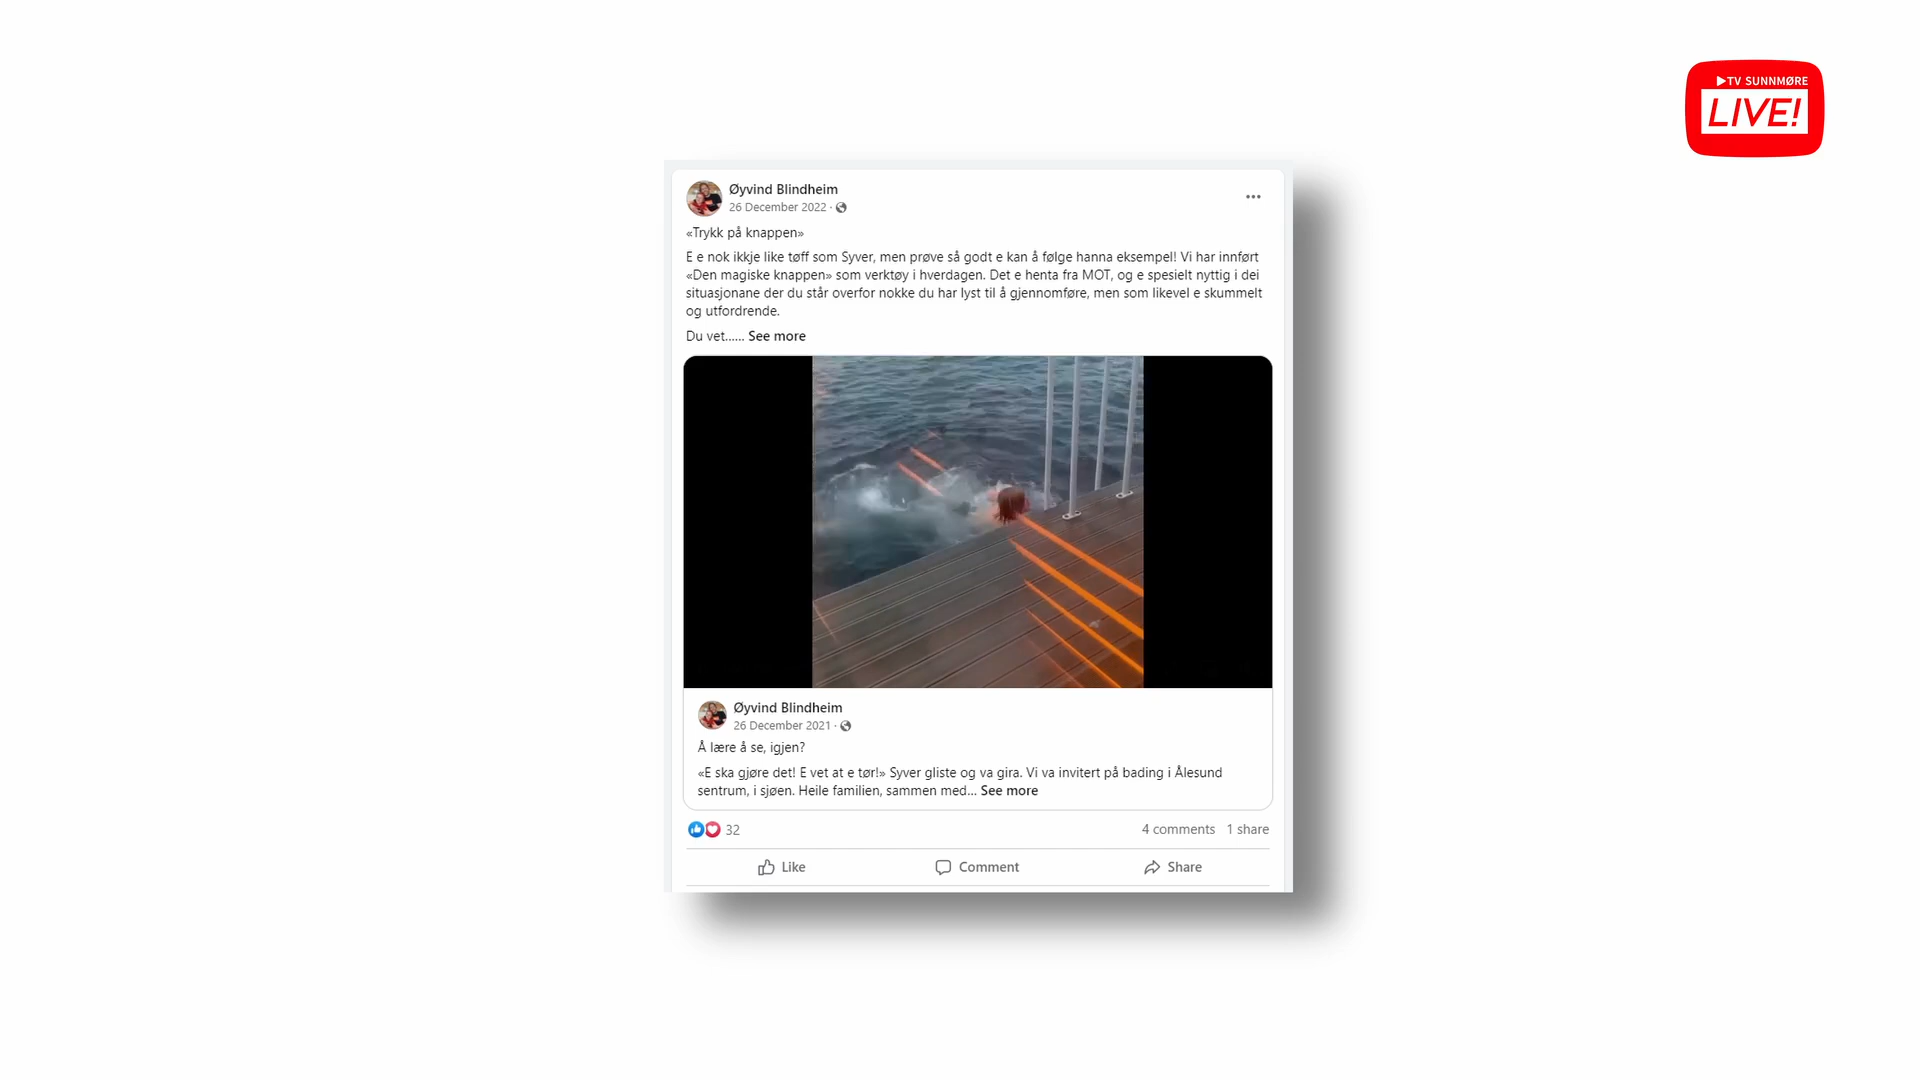 TV SUNNMØRE
LIVE!
Øyvind Blindheim
26 December 2022 ·
«Trykk på knappen»
E e nok ikkje like tøff som Syver, men prøve så godt e kan å følge hanna eksempel! Vi har innført
«Den magiske knappen» som verktøy i hverdagen. Det e henta fra MOT, og e spesielt nyttig i dei
situasjonane der du står overfor nokke du har lyst til å gjennomføre, men som likevel e skummelt
og utfordrende.
Du vet...... See more
Øyvind Blindheim
26 December 2021 ·
Å lære å se, igjen?
«E ska gjøre det! E vet at e tør!» Syver gliste og va gira. Vi va invitert på bading i Ålesund
sentrum, i sjøen. Heile familien, sammen med... See more
32
4 comments 1 share
Like Comment Share